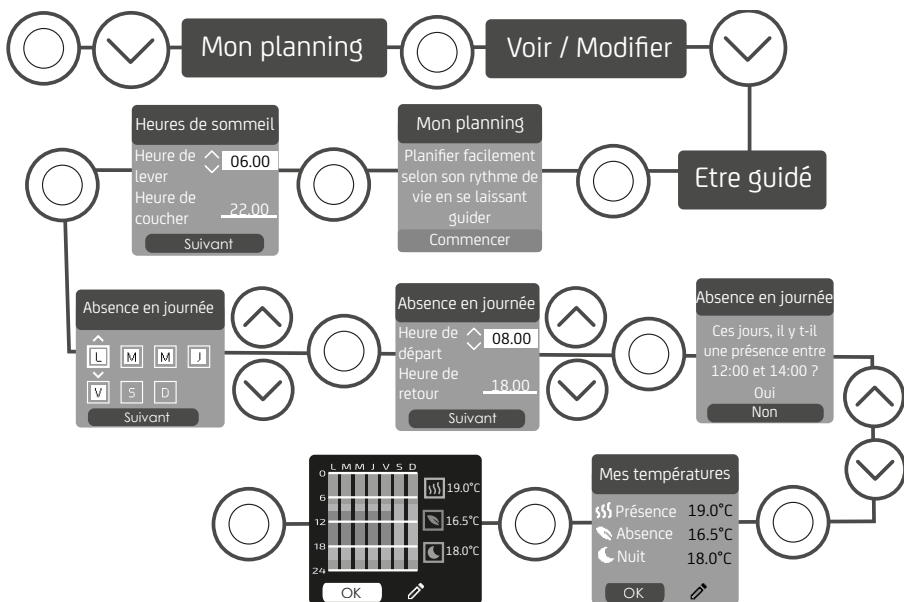 Mon planning
Voir / Modifier
Etre guidé
Mon planning
Planifier facilement
selon son rythme de
vie en se laissant
guider
Commencer
Heures de sommeil
Heure de
lever
06.00
Heure de
coucher
22.00
Suivant
Absence en journée
L M M J
V S D
Suivant
Absence en journée
Heure de
départ
08.00
Heure de
retour
18.00
Suivant
Absence en journée
Ces jours, il y t-il
une présence entre
12:00 et 14:00 ?
Oui
Non
Mes températures
Présence 19.0°C
Absence 16.5°C
Nuit 18.0°C
OK
L M M J V S D
0
6
12
18
24
19.0°C
16.5°C
18.0°C
OK